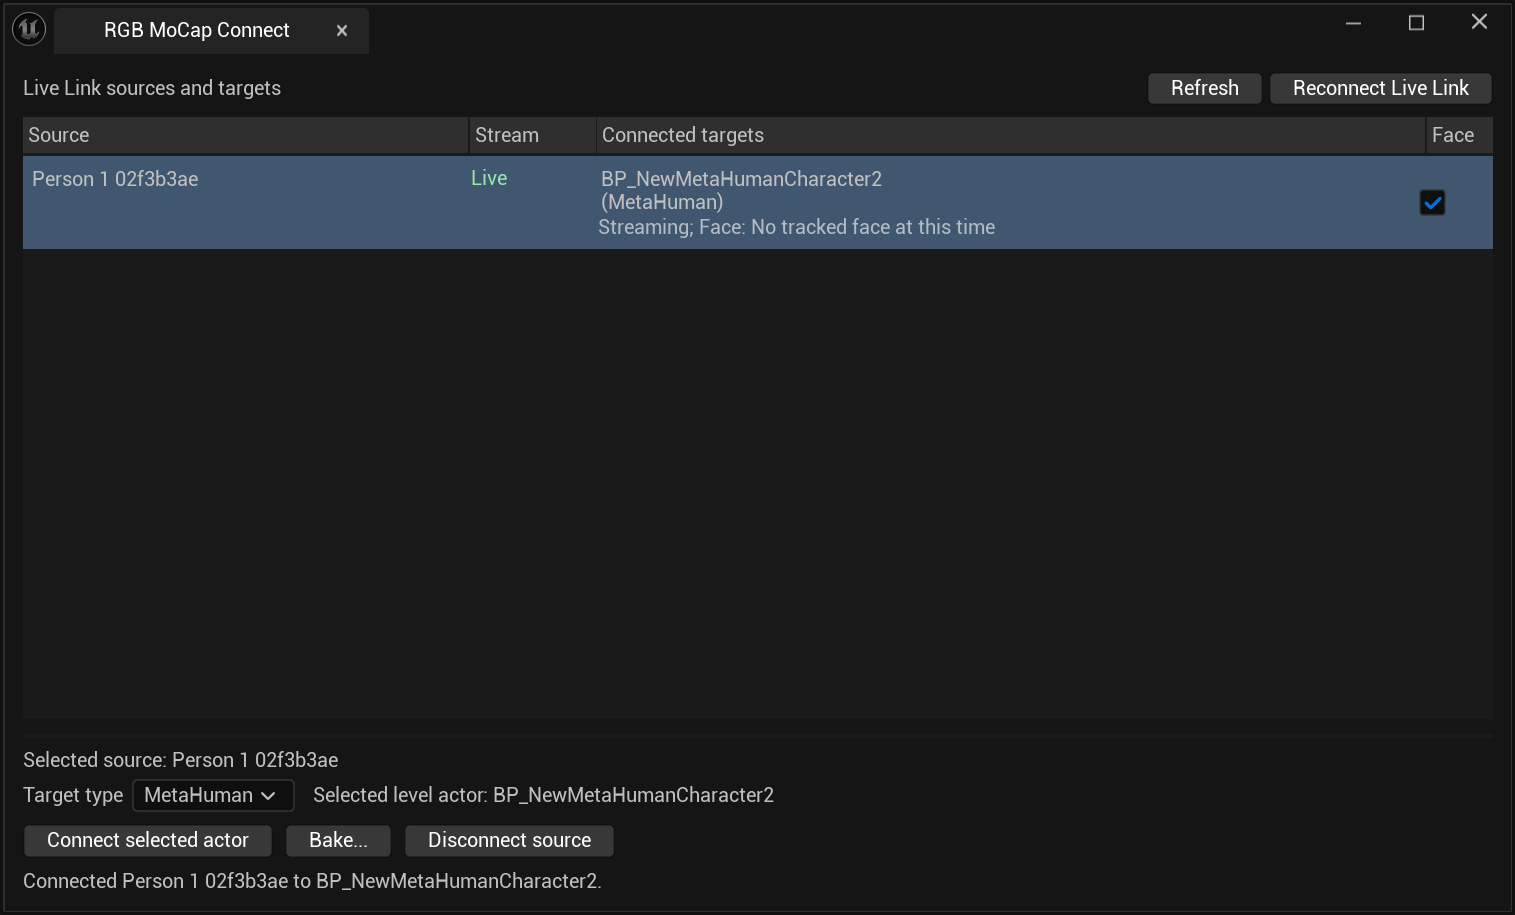 RGB MoCap Connect
Live Link sources and targets
Refresh
Reconnect Live Link
Source
Stream
Connected targets
Face
Person 1 02f3b3ae
Live
BP_NewMetaHumanCharacter2
(MetaHuman)
Streaming; Face: No tracked face at this time
Selected source: Person 1 02f3b3ae
Target type
MetaHuman
Selected level actor: BP_NewMetaHumanCharacter2
Connect selected actor
Bake...
Disconnect source
Connected Person 1 02f3b3ae to BP_NewMetaHumanCharacter2.